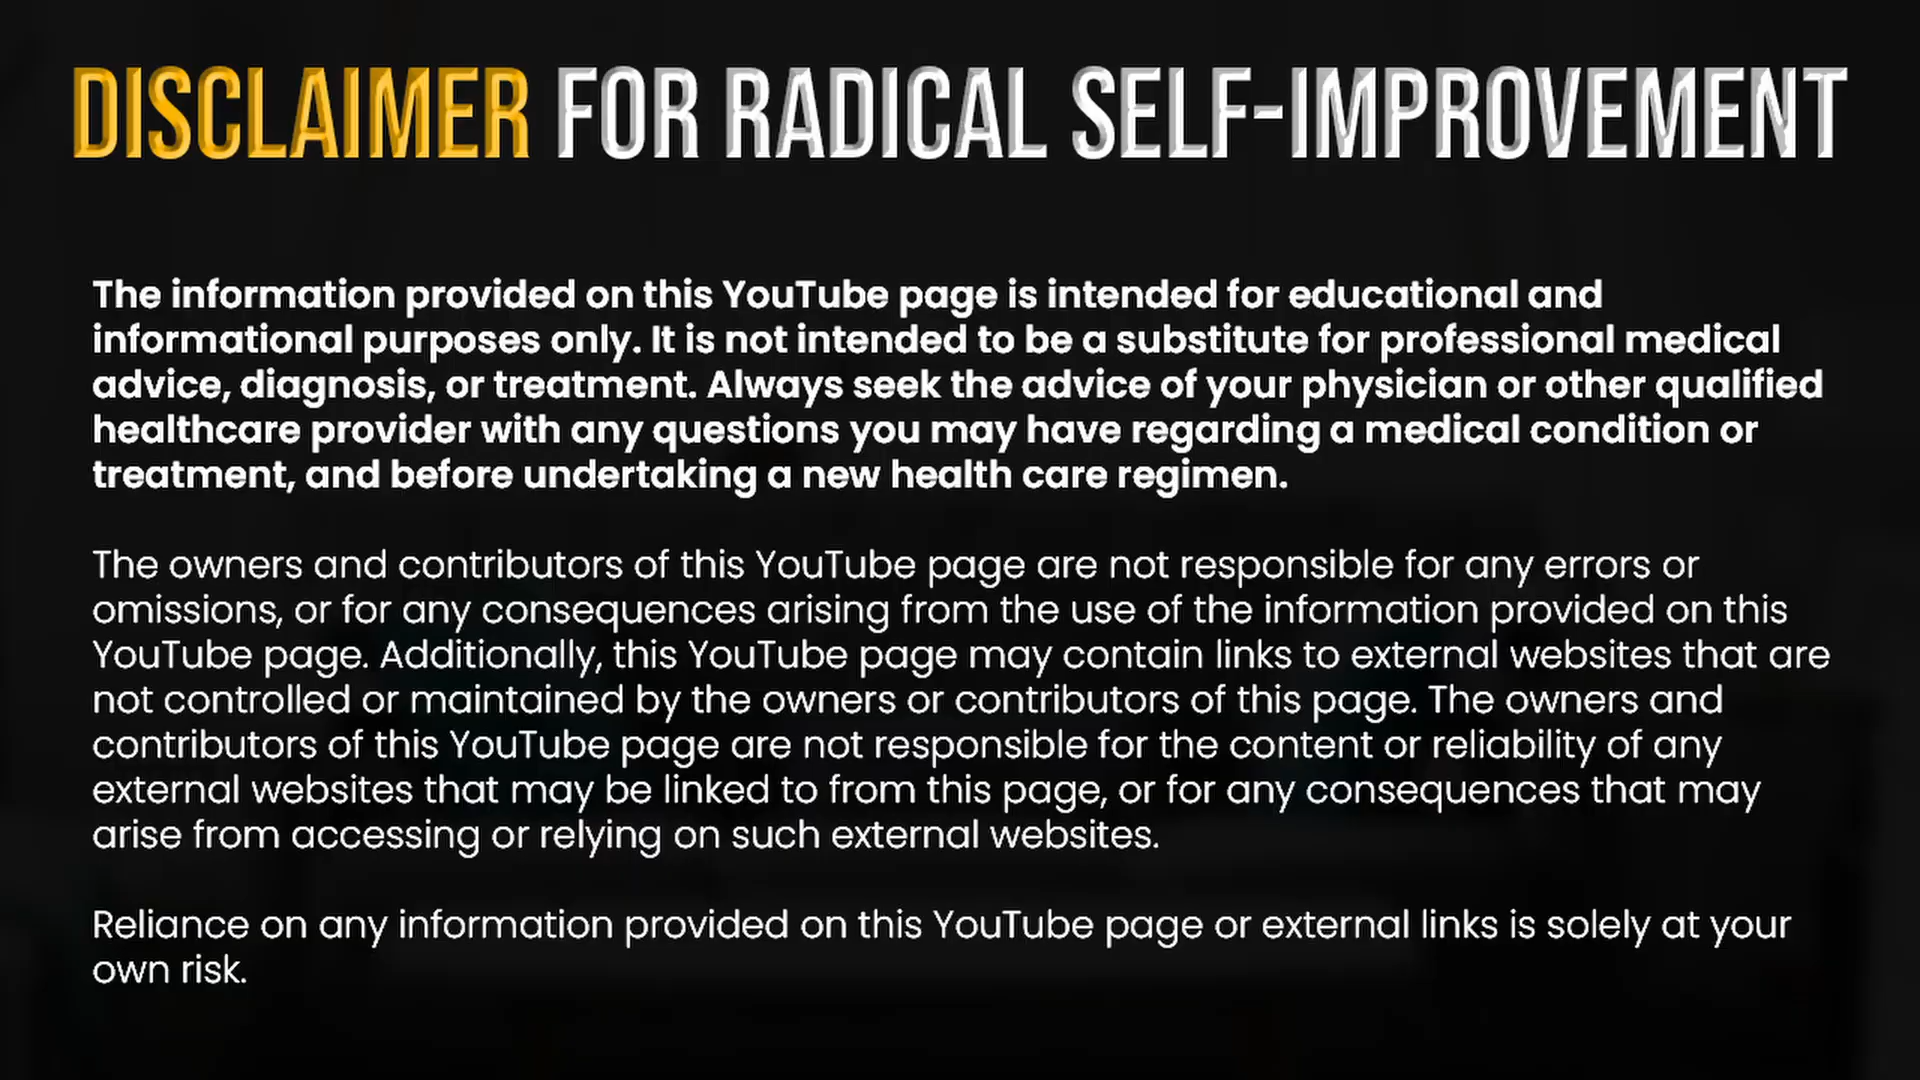 DISCLAIMER FOR RADICAL SELF-IMPROVEMENT
The information provided on this YouTube page is intended for educational and
informational purposes only. It is not intended to be a substitute for professional medical
advice, diagnosis, or treatment. Always seek the advice of your physician or other qualified
healthcare provider with any questions you may have regarding a medical condition or
treatment, and before undertaking a new health care regimen.
The owners and contributors of this YouTube page are not responsible for any errors or
omissions, or for any consequences arising from the use of the information provided on this
YouTube page. Additionally, this YouTube page may contain links to external websites that are
not controlled or maintained by the owners or contributors of this page. The owners and
contributors of this YouTube page are not responsible for the content or reliability of any
external websites that may be linked to from this page, or for any consequences that may
arise from accessing or relying on such external websites.
Reliance on any information provided on this YouTube page or external links is solely at your
own risk.